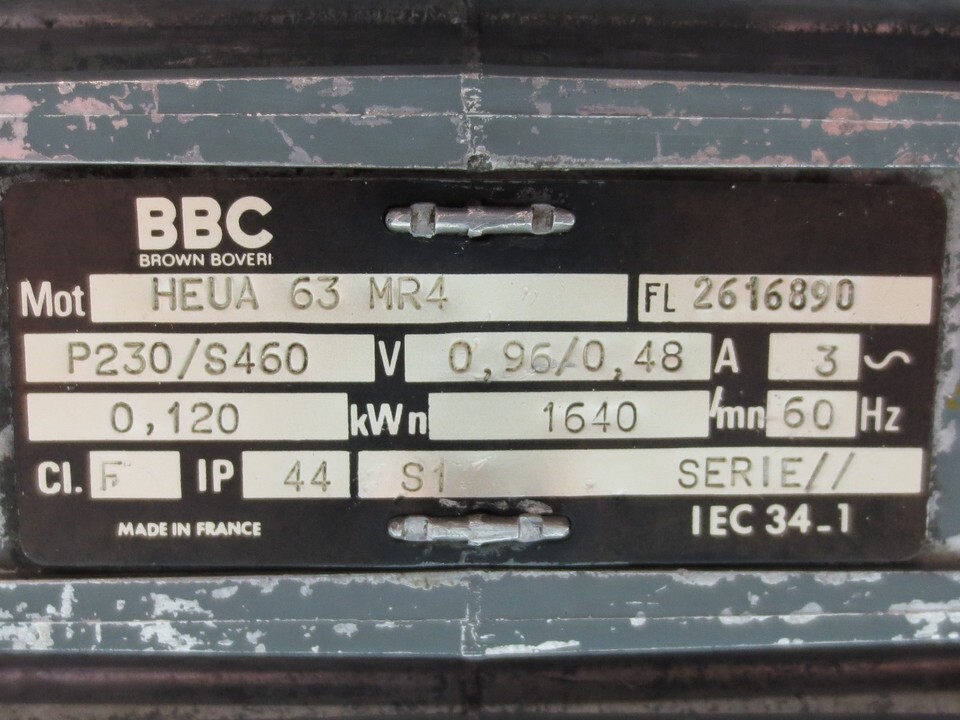 BBC
BROWN BOVERI
Mot HEUA 63 MR4 FL 2616890
P230/S460 V 0,96/0,48 A 3 ~
0,120 kW n 1640 /mn 60 Hz
Cl. F IP 44 S1 SERIE//
MADE IN FRANCE IEC 34-1